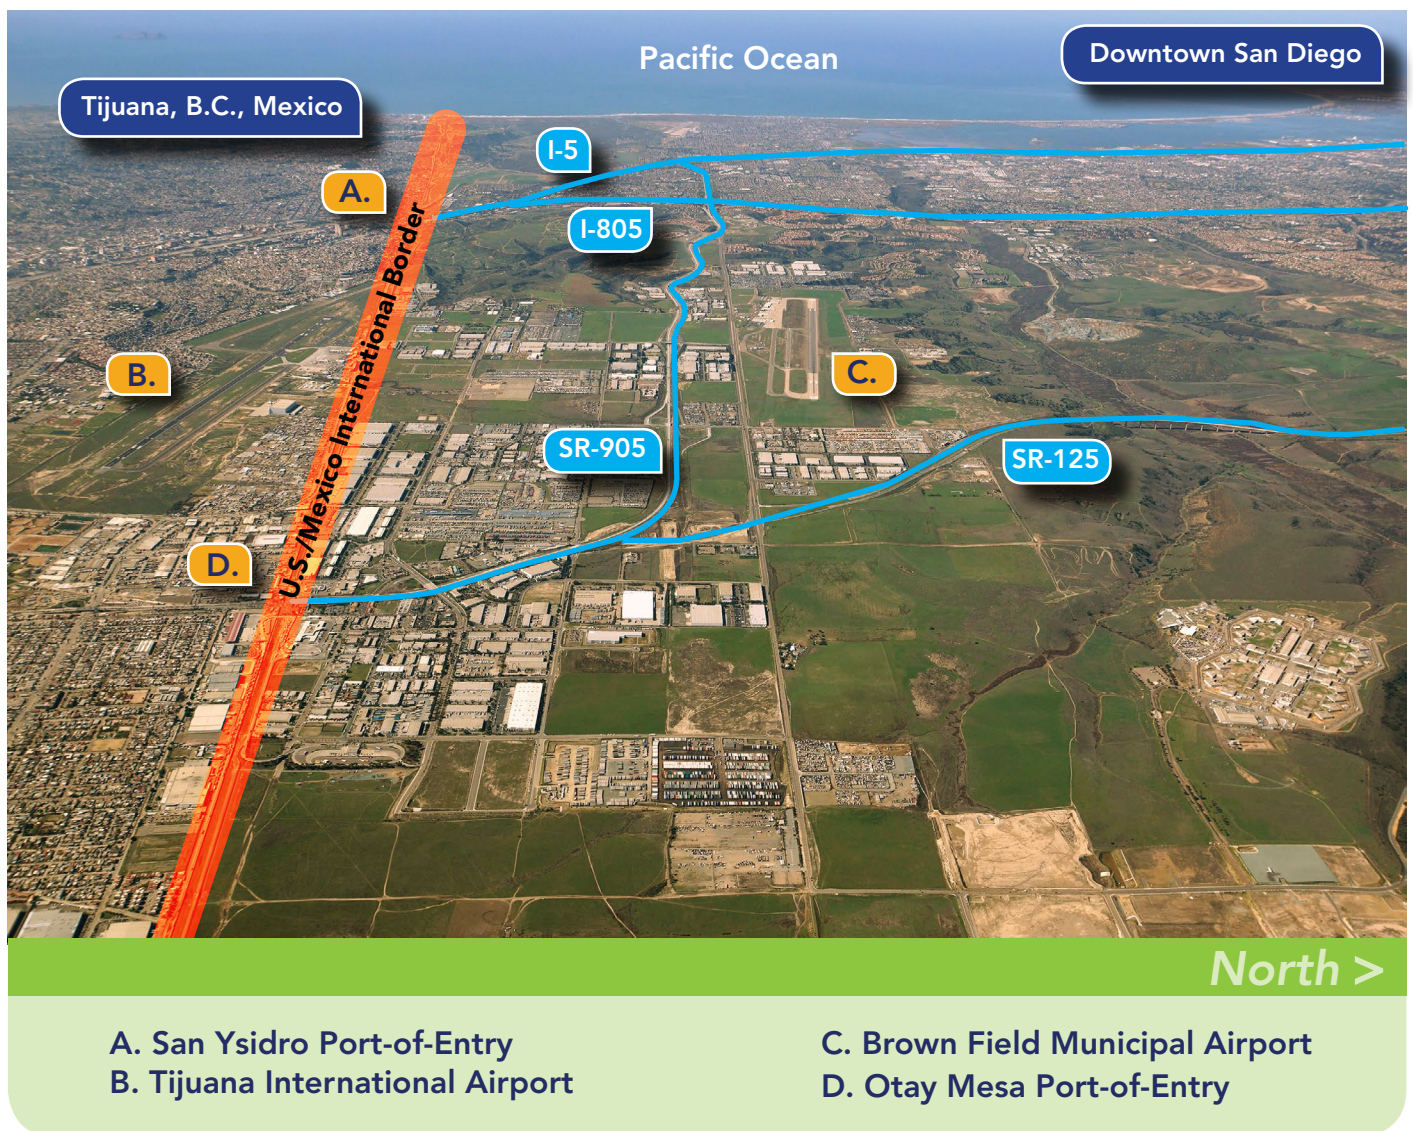 Pacific Ocean
Downtown San Diego
Tijuana, B.C., Mexico
I-5
A.
I-805
U.S./Mexico International Border
B.
C.
SR-905
SR-125
D.
North >
A. San Ysidro Port-of-Entry
B. Tijuana International Airport
C. Brown Field Municipal Airport
D. Otay Mesa Port-of-Entry